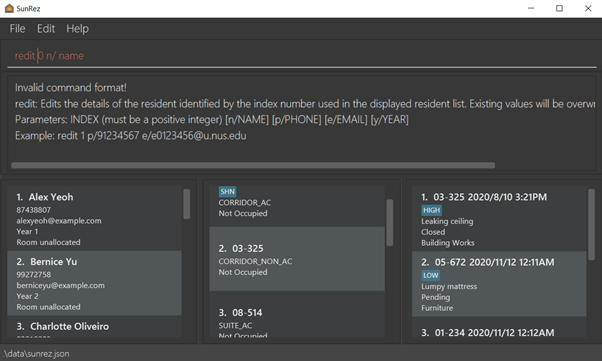 SunRez
File Edit Help
redit 0 n/ name
Invalid command format!
redit: Edits the details of the resident identified by the index number used in the displayed resident list. Existing values will be
Parameters: INDEX (must be a positive integer) [n/NAME] [p/PHONE] [e/EMAIL] [y/YEAR]
Example: redit 1 p/91234567 e/e0123456@u.nus.edu
1. Alex Yeoh
87438807
alexyeoh@example.com
Year 1
Room unallocated
2. Bernice Yu
99272758
berniceyu@example.com
Year 2
Room unallocated
3. Charlotte Oliveiro
SHN
CORRIDOR_AC
Not Occupied
2. 03-325
CORRIDOR_NON_AC
Not Occupied
3. 08-514
SUITE_AC
Not Occupied
1. 03-325 2020/8/10 3:21PM
HIGH
Leaking ceiling
Closed
Building Works
2. 05-672 2020/11/12 12:11AM
LOW
Lumpy mattress
Pending
Furniture
3. 01-234 2020/11/12 12:12AM
.\data\sunrez.json